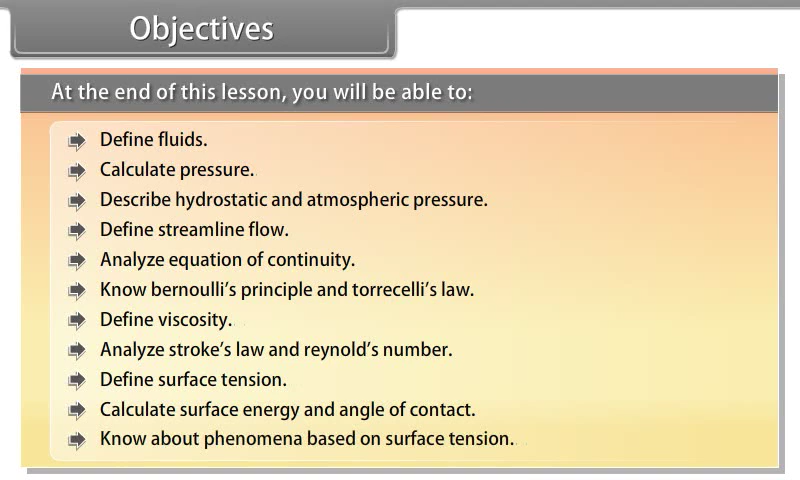 Objectives
At the end of this lesson, you will be able to:
Define fluids.
Calculate pressure.
Describe hydrostatic and atmospheric pressure.
Define streamline flow.
Analyze equation of continuity.
Know bernoulli's principle and torrecelli's law.
Define viscosity.
Analyze stroke's law and reynold's number.
Define surface tension.
Calculate surface energy and angle of contact.
Know about phenomena based on surface tension.